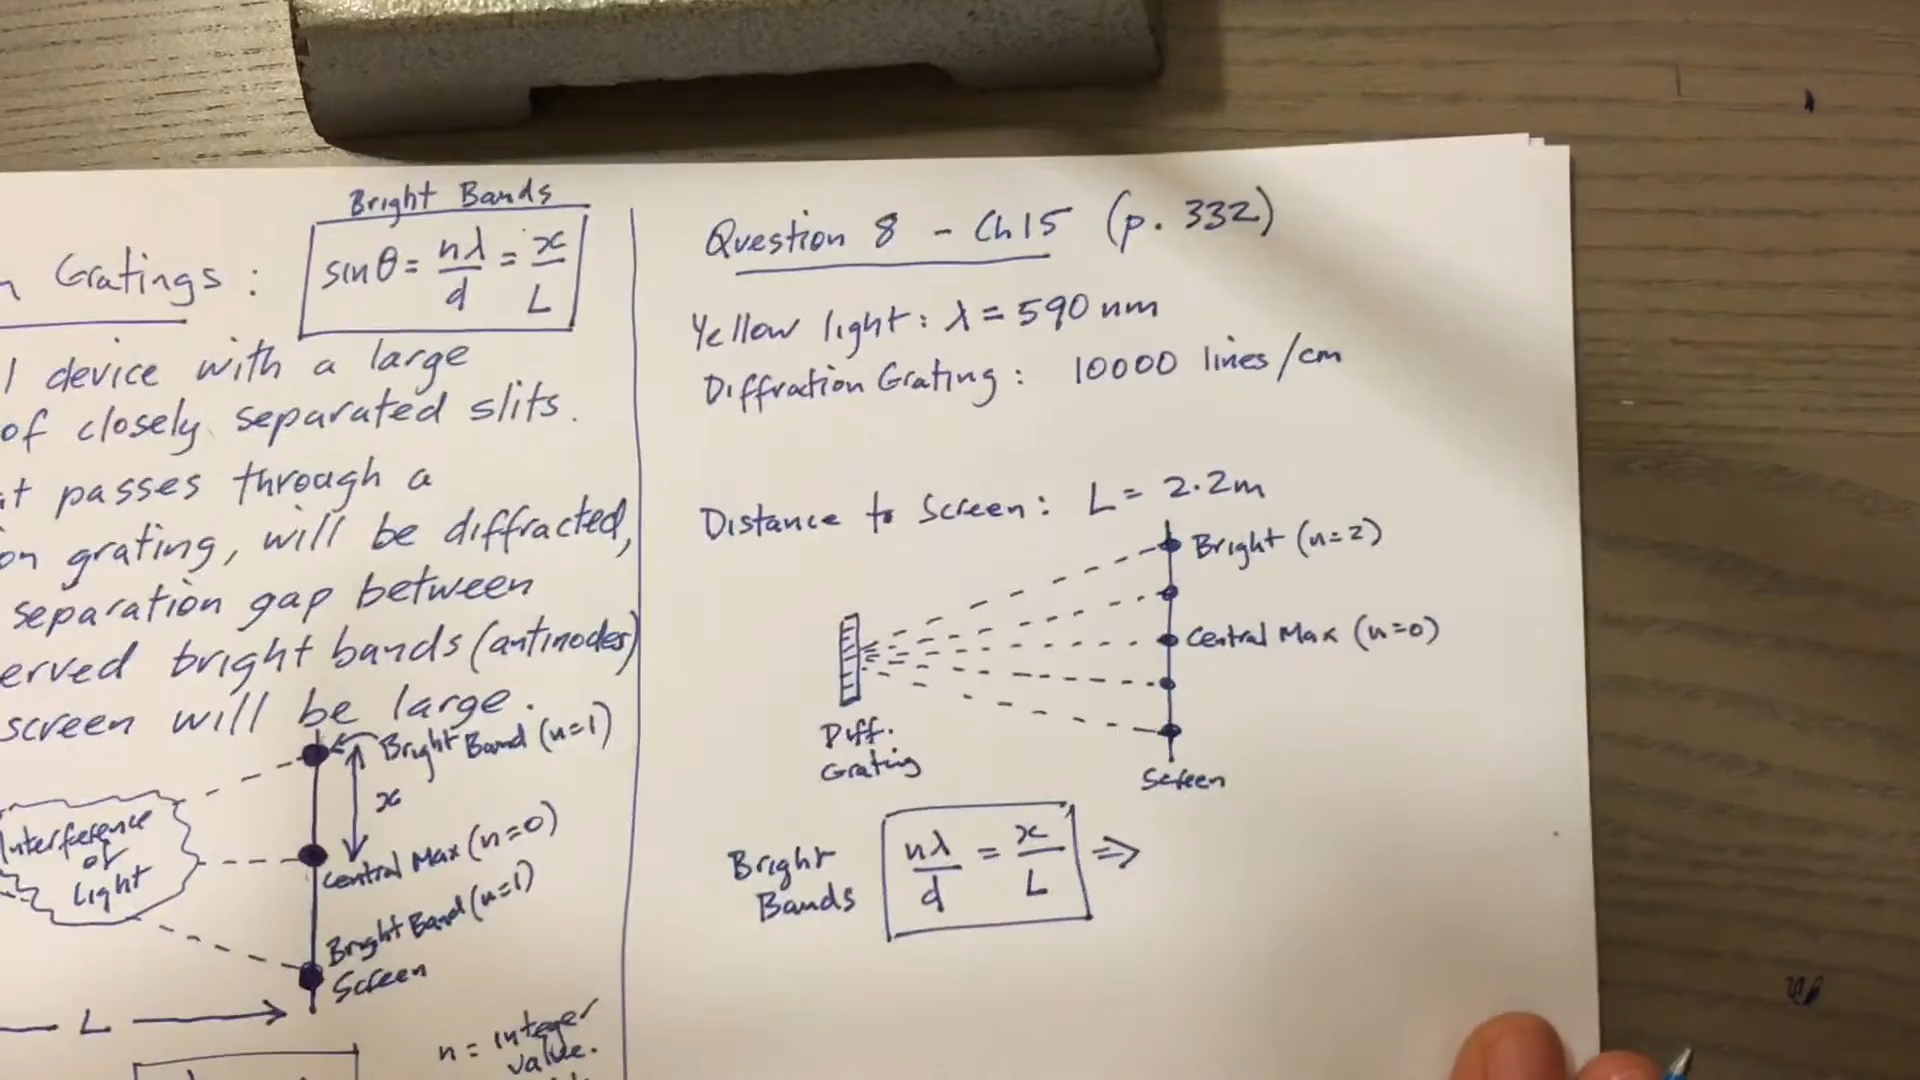 Bright Bands
Gratings :
sinθ = nλ/d = x/L
device with a large
of closely separated slits.
passes through a
grating, will be diffracted,
separation gap between
bright bands (antinodes)
screen will be large.
Bright Band (n=1)
x
Interference
of
Light
Central Max (n=0)
Bright Band (n=1)
Screen
L
n = integer
value.
Question 8 - Ch15 (p. 332)
Yellow light: λ = 590 nm
Diffration Grating : 10000 lines/cm
Distance to Screen: L = 2.2m
Bright (n=2)
Central Max (n=0)
Diff.
Grating
Screen
Bright
Bands
nλ/d = x/L ⇒